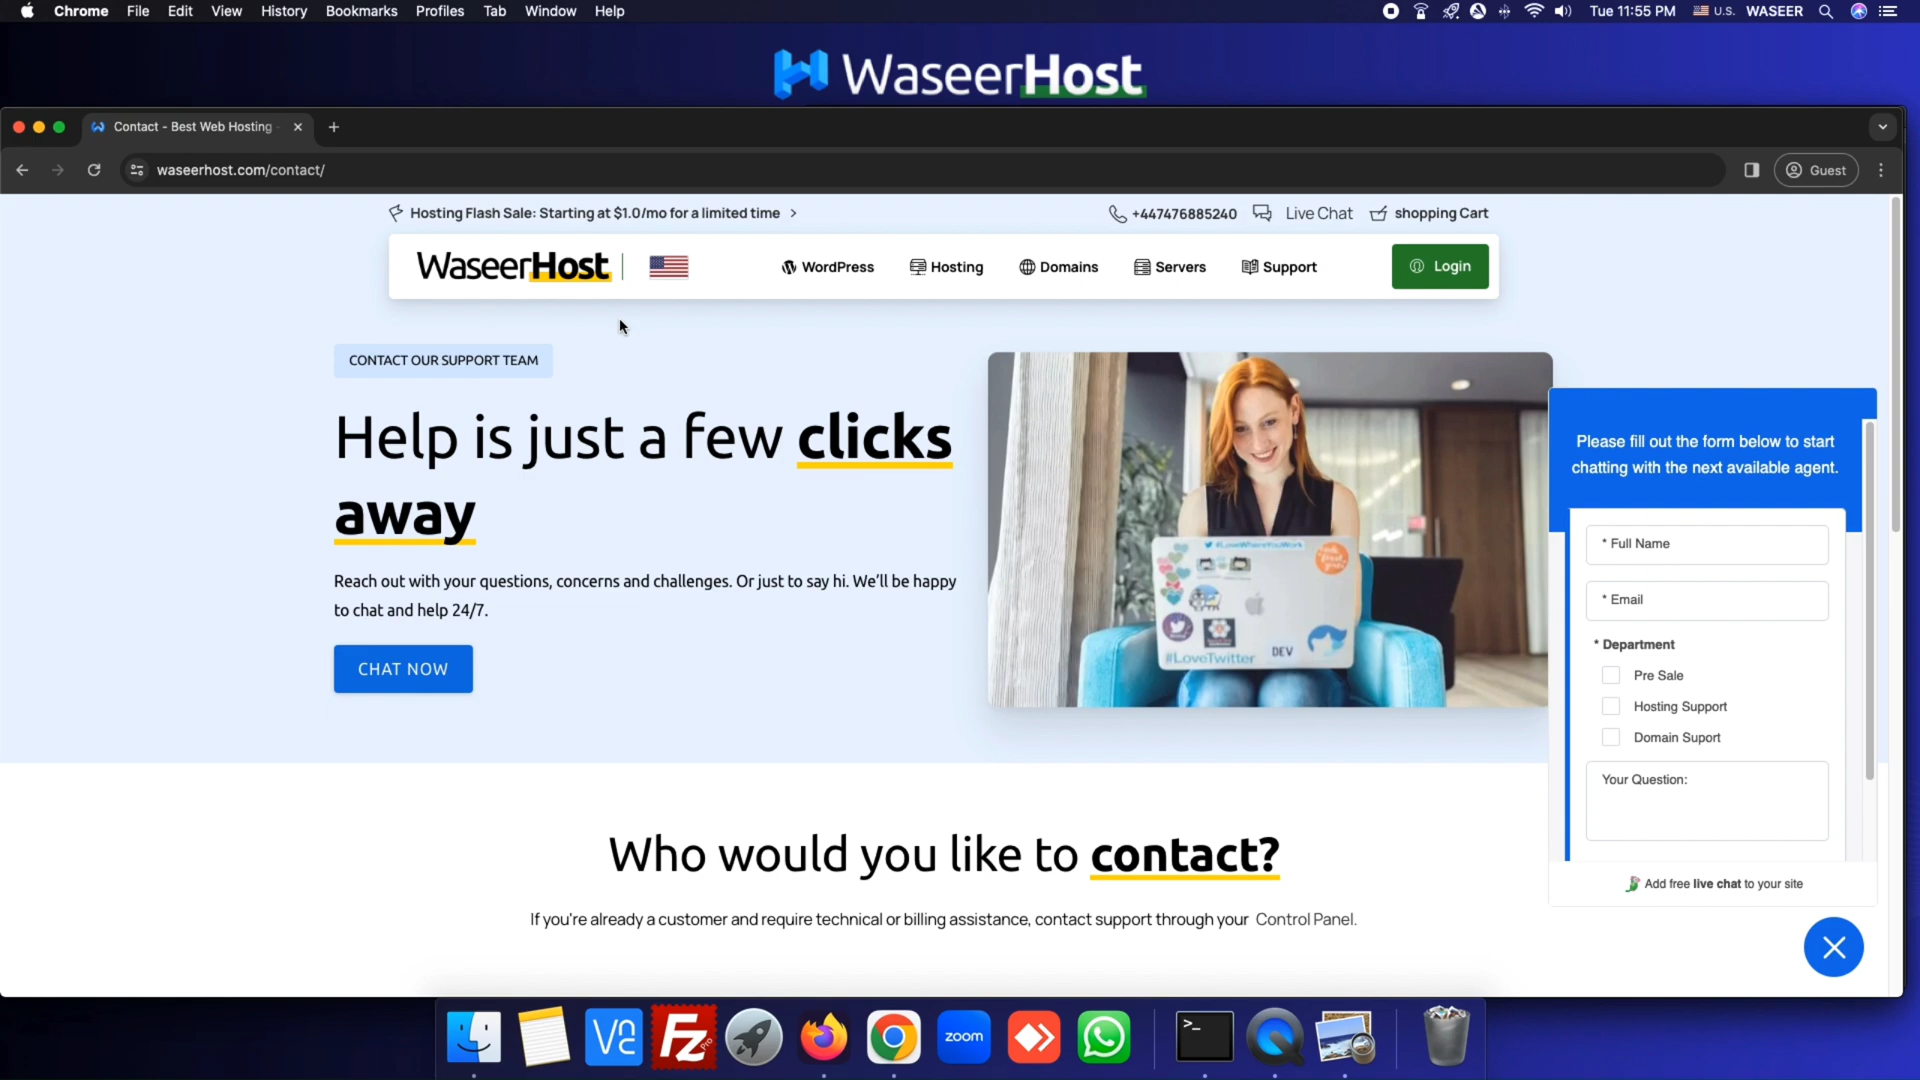 Chrome File Edit View History Bookmarks Profiles Tab Window Help
Tue 11:55 PM U.S. WASEER
WaseerHost
Contact - Best Web Hosting
waseerhost.com/contact/
Guest
Hosting Flash Sale: Starting at $1.0/mo for a limited time
+447476885240 Live Chat shopping Cart
WaseerHost
WordPress Hosting Domains Servers Support Login
CONTACT OUR SUPPORT TEAM
Help is just a few clicks
away
Reach out with your questions, concerns and challenges. Or just to say hi. We'll be happy
to chat and help 24/7.
CHAT NOW
#LoveWhereYouWork
DEV
#LoveTwitter
Please fill out the form below to start
chatting with the next available agent.
* Full Name
* Email
* Department
Pre Sale
Hosting Support
Domain Suport
Your Question:
Add free live chat to your site
Who would you like to contact?
If you're already a customer and require technical or billing assistance, contact support through your Control Panel.
Fz Pro
zoom
>_